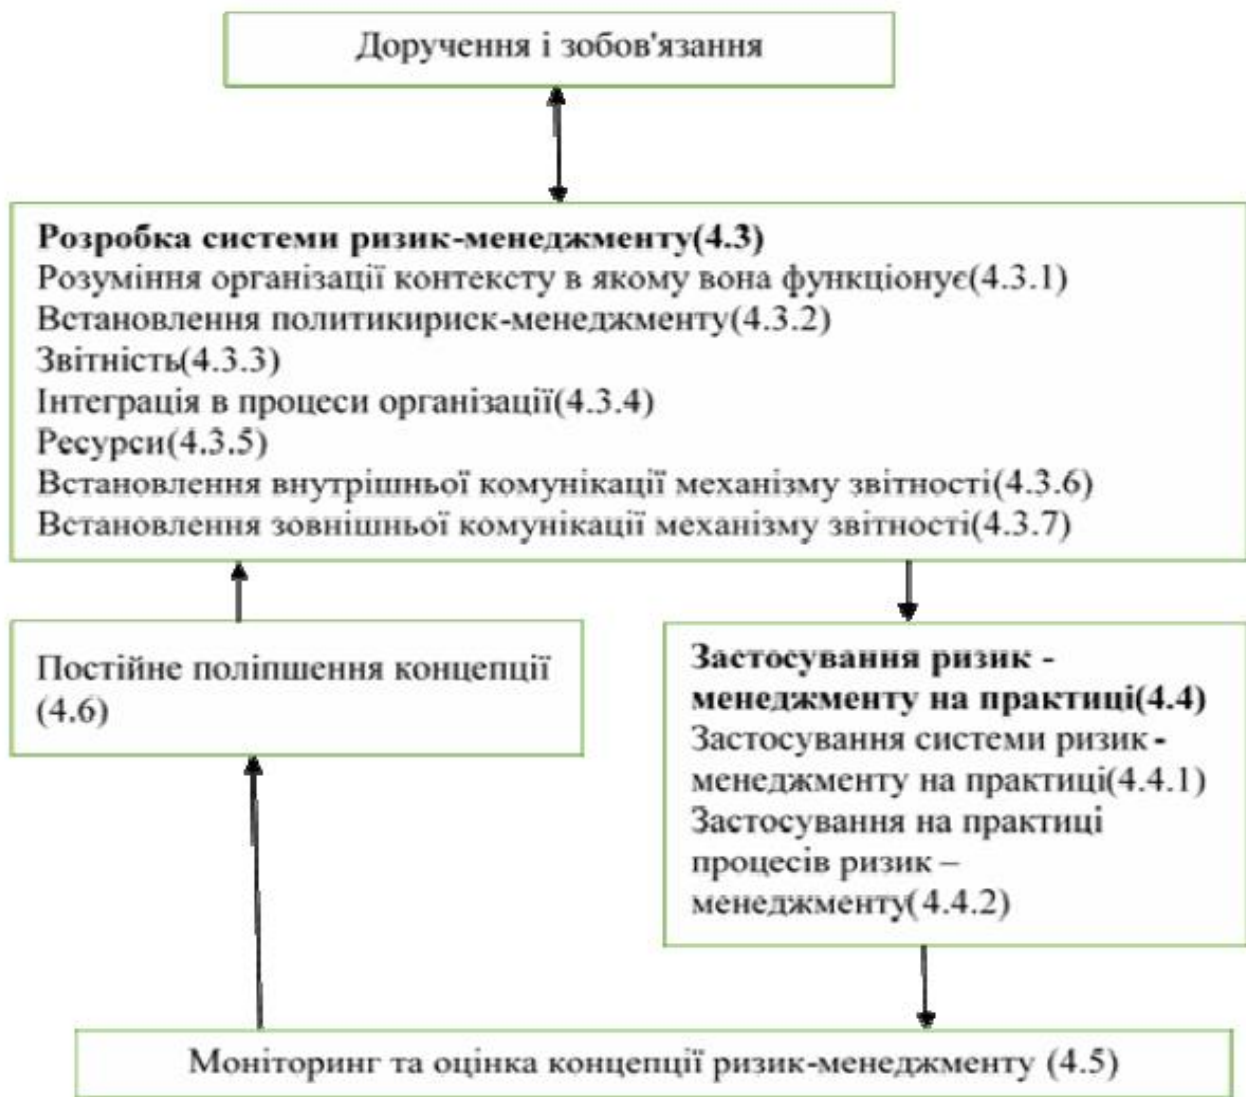 Доручення і зобов'язання
Розробка системи ризик-менеджменту(4.3)
Розуміння організації контексту в якому вона функціонує(4.3.1)
Встановлення политикириск-менеджменту(4.3.2)
Звітність(4.3.3)
Інтеграція в процеси організації(4.3.4)
Ресурси(4.3.5)
Встановлення внутрішньої комунікації механізму звітності(4.3.6)
Встановлення зовнішньої комунікації механізму звітності(4.3.7)
Постійне поліпшення концепції
(4.6)
Застосування ризик -
менеджменту на практиці(4.4)
Застосування системи ризик -
менеджменту на практиці(4.4.1)
Застосування на практиці
процесів ризик –
менеджменту(4.4.2)
Моніторинг та оцінка концепції ризик-менеджменту (4.5)